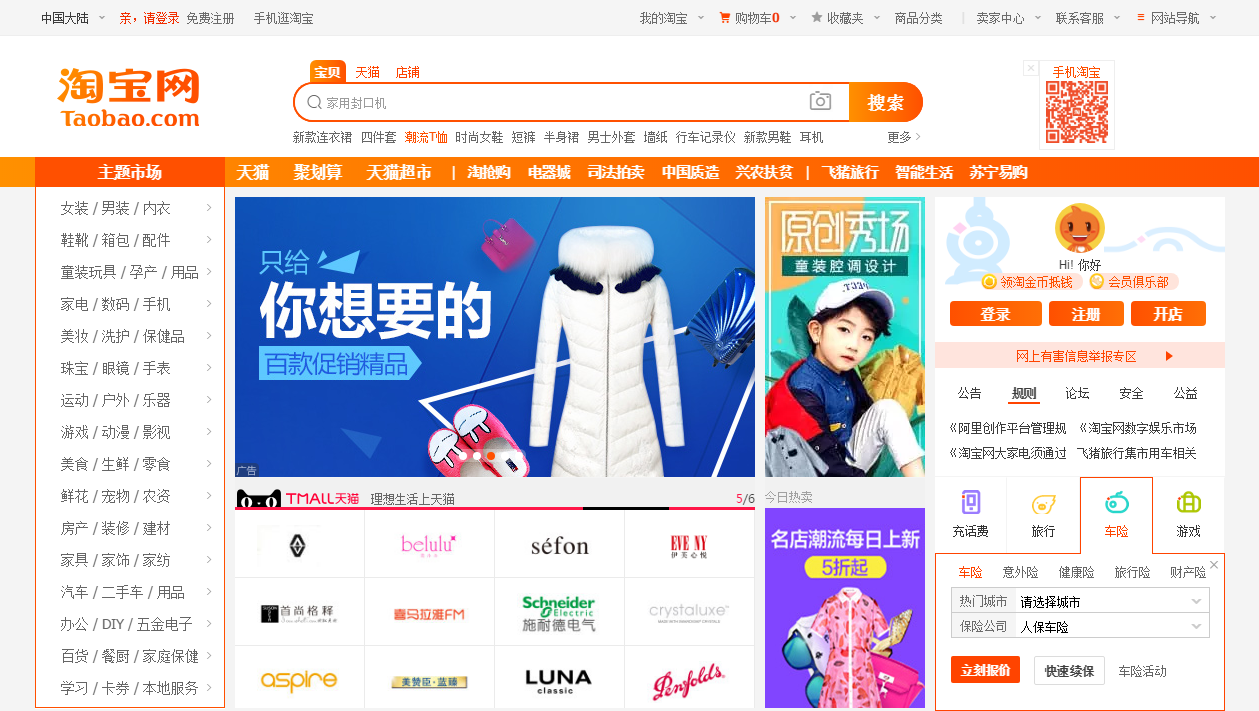 中国大陆 亲，请登录 免费注册 手机逛淘宝 我的淘宝 购物车0 收藏夹 商品分类 | 卖家中心 联系客服 网站导航
淘宝网
Taobao.com
宝贝 天猫 店铺
家用封口机 搜索
新款连衣裙 四件套 潮流T恤 时尚女鞋 短裤 半身裙 男士外套 墙纸 行车记录仪 新款男鞋 耳机 更多
手机淘宝
主题市场 天猫 聚划算 天猫超市 | 淘抢购 电器城 司法拍卖 中国质造 兴农扶贫 | 飞猪旅行 智能生活 苏宁易购
女装 / 男装 / 内衣
鞋靴 / 箱包 / 配件
童装玩具 / 孕产 / 用品
家电 / 数码 / 手机
美妆 / 洗护 / 保健品
珠宝 / 眼镜 / 手表
运动 / 户外 / 乐器
游戏 / 动漫 / 影视
美食 / 生鲜 / 零食
鲜花 / 宠物 / 农资
房产 / 装修 / 建材
家具 / 家饰 / 家纺
汽车 / 二手车 / 用品
办公 / DIY / 五金电子
百货 / 餐厨 / 家庭保健
学习 / 卡券 / 本地服务
只给
你想要的
百款促销精品
广告
原创秀场
童装腔调设计
TMALL天猫 理想生活上天猫 5/6
belulu
séfon
EVE NY
伊芙心悦
首尚格释
喜马拉雅FM
Schneider
Electric
施耐德电气
crystaluxe
aspire
美赞臣·蓝臻
LUNA
classic
Penfolds
今日热卖
名店潮流每日上新
5折起
Hi! 你好
领淘金币抵钱 会员俱乐部
登录 注册 开店
网上有害信息举报专区
公告 规则 论坛 安全 公益
《阿里创作平台管理规 《淘宝网数字娱乐市场
《淘宝网大家电须通过 飞猪旅行集市用车相关
充话费 旅行 车险 游戏
车险 意外险 健康险 旅行险 财产险
热门城市 请选择城市
保险公司 人保车险
立刻报价 快速续保 车险活动